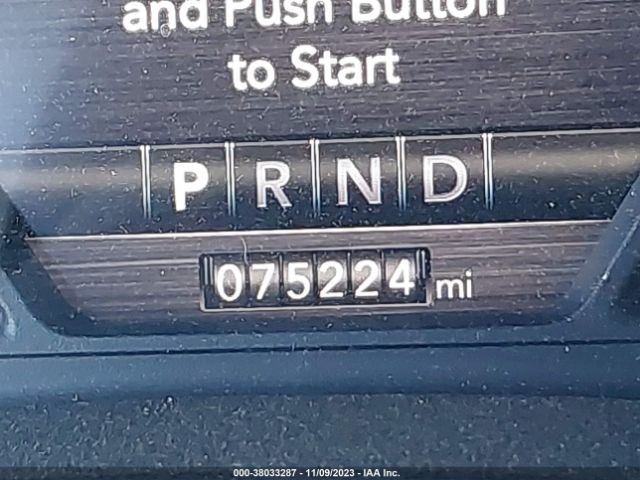 and Push Button
to Start
P R N D
075224 mi
000-38033287 - 11/09/2023 - IAA Inc.